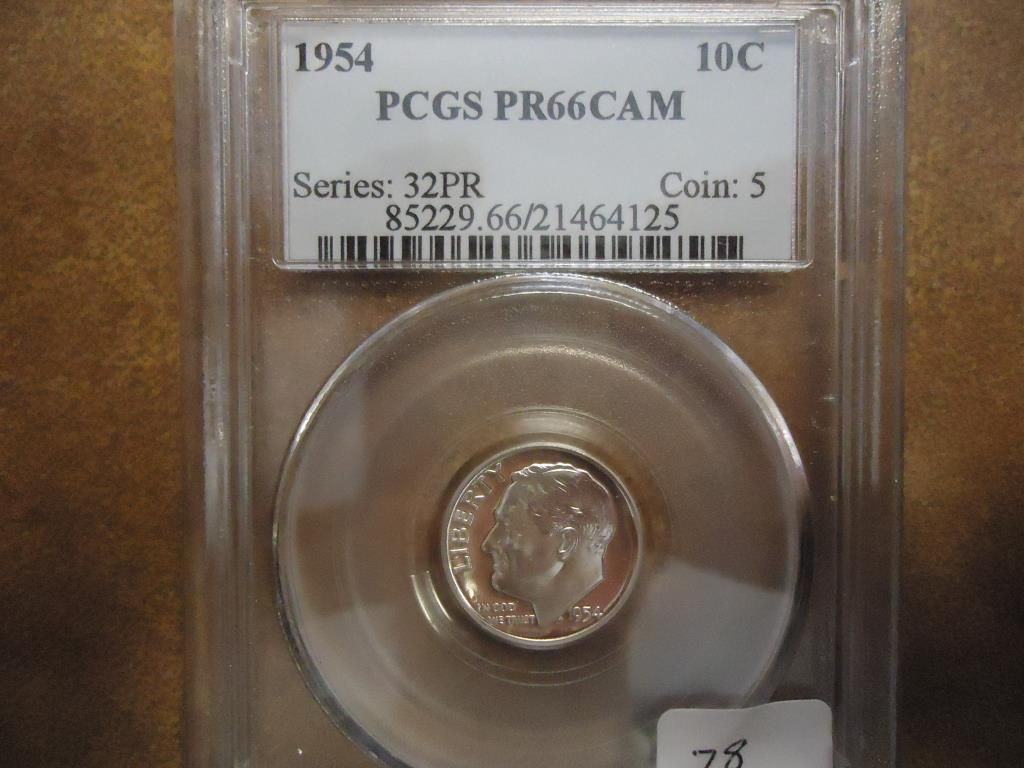 1954 10C
PCGS PR66CAM
Series: 32PR Coin: 5
85229.66/21464125
LIBERTY
IN GOD
WE TRUST
1954
78